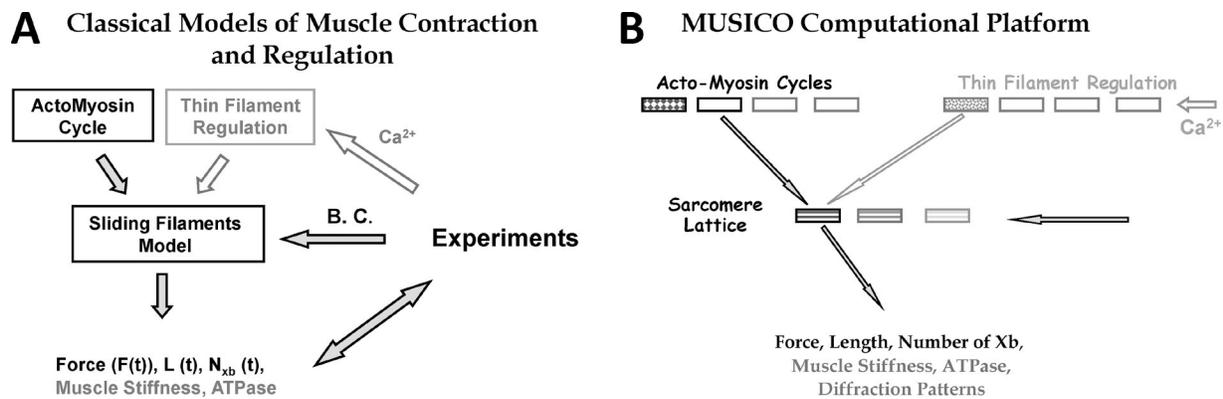 A
Classical Models of Muscle Contraction
and Regulation
ActoMyosin
Cycle
Thin Filament
Regulation
Ca²⁺
Sliding Filaments
Model
B. C.
Experiments
Force (F(t)), L (t), Nxb (t),
Muscle Stiffness, ATPase
B
MUSICO Computational Platform
Acto-Myosin Cycles
Thin Filament Regulation
Ca²⁺
Sarcomere
Lattice
Force, Length, Number of Xb,
Muscle Stiffness, ATPase,
Diffraction Patterns